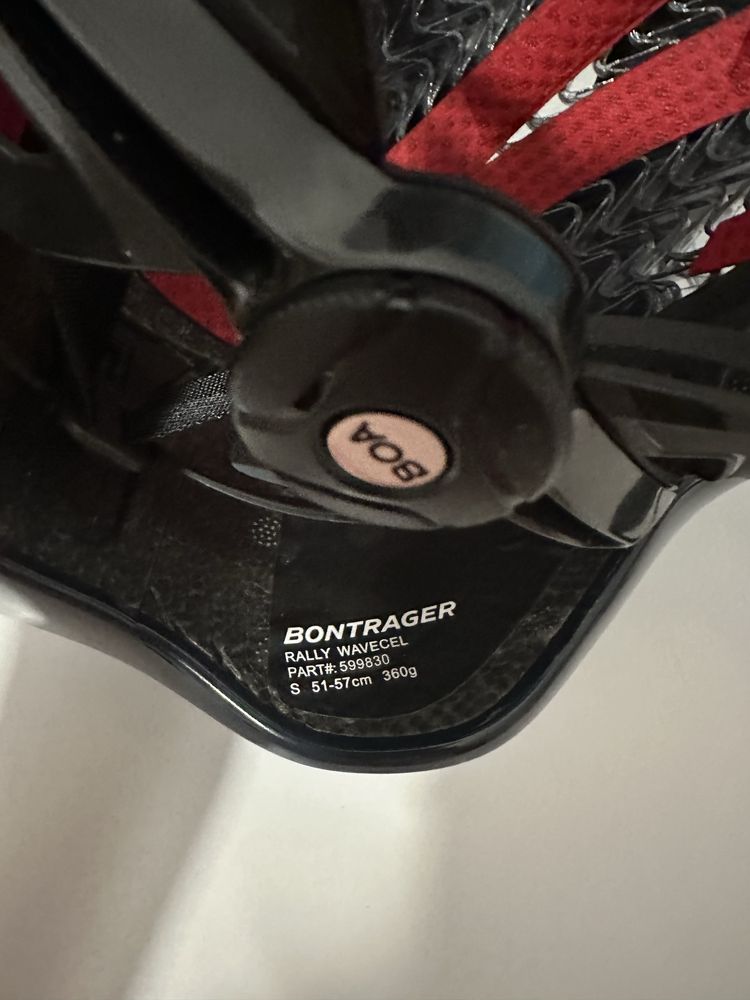 BOA
BONTRAGER
RALLY WAVECEL
PART#: 599830
S 51-57cm 360g